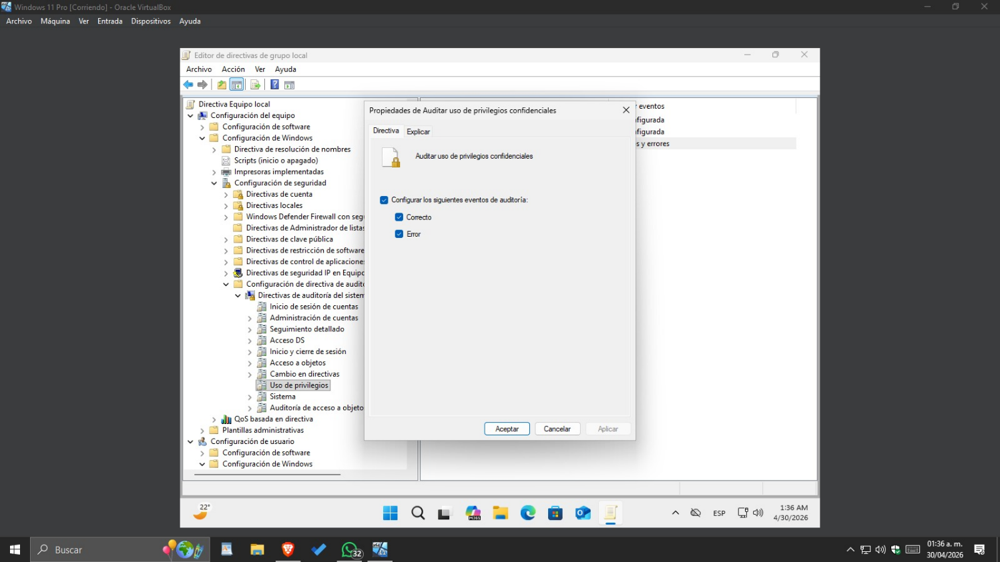 Windows 11 Pro [Corriendo] - Oracle VirtualBox
Archivo Máquina Ver Entrada Dispositivos Ayuda
Editor de directivas de grupo local
Archivo Acción Ver Ayuda
Directiva Equipo local
Configuración del equipo
Configuración de software
Configuración de Windows
Directiva de resolución de nombres
Scripts (inicio o apagado)
Impresoras implementadas
Configuración de seguridad
Directivas de cuenta
Directivas locales
Windows Defender Firewall con seg
Directivas de Administrador de listas
Directivas de clave pública
Directivas de restricción de software
Directivas de control de aplicacione
Directivas de seguridad IP en Equipo
Configuración de directiva de audito
Directivas de auditoría del sistem
Inicio de sesión de cuentas
Administración de cuentas
Seguimiento detallado
Acceso DS
Inicio y cierre de sesión
Acceso a objetos
Cambio en directivas
Uso de privilegios
Sistema
Auditoría de acceso a objeto
QoS basada en directiva
Plantillas administrativas
Configuración de usuario
Configuración de software
Configuración de Windows
Propiedades de Auditar uso de privilegios confidenciales
Directiva Explicar
Auditar uso de privilegios confidenciales
Configurar los siguientes eventos de auditoría:
Correcto
Error
Aceptar Cancelar Aplicar
eventos
figurada
figurada
s y errores
22°
M365
ESP
1:36 AM
4/30/2026
Buscar
32
x64
01:36 a. m.
30/04/2026